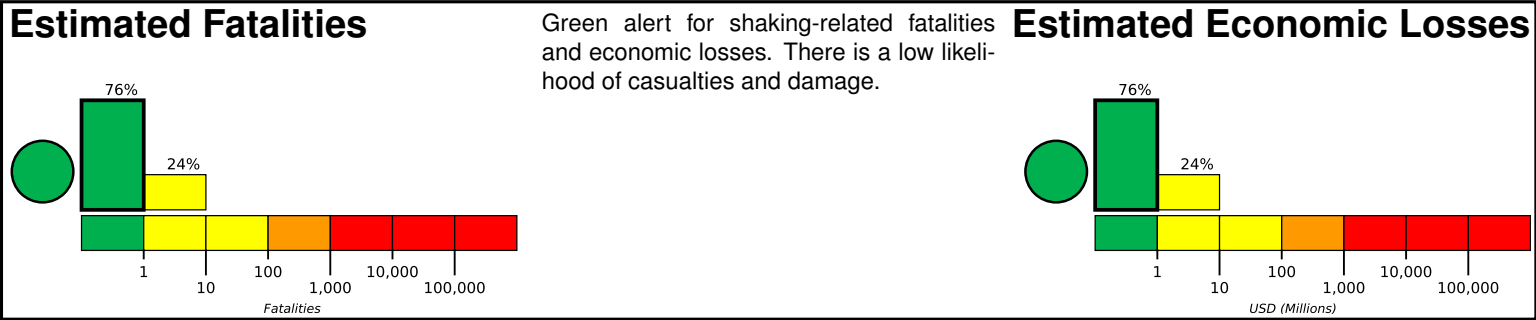 Estimated Fatalities
76%
24%
1
10
100
1,000
10,000
100,000
Fatalities
Green alert for shaking-related fatalities
and economic losses. There is a low likeli-
hood of casualties and damage.
Estimated Economic Losses
76%
24%
1
10
100
1,000
10,000
100,000
USD (Millions)